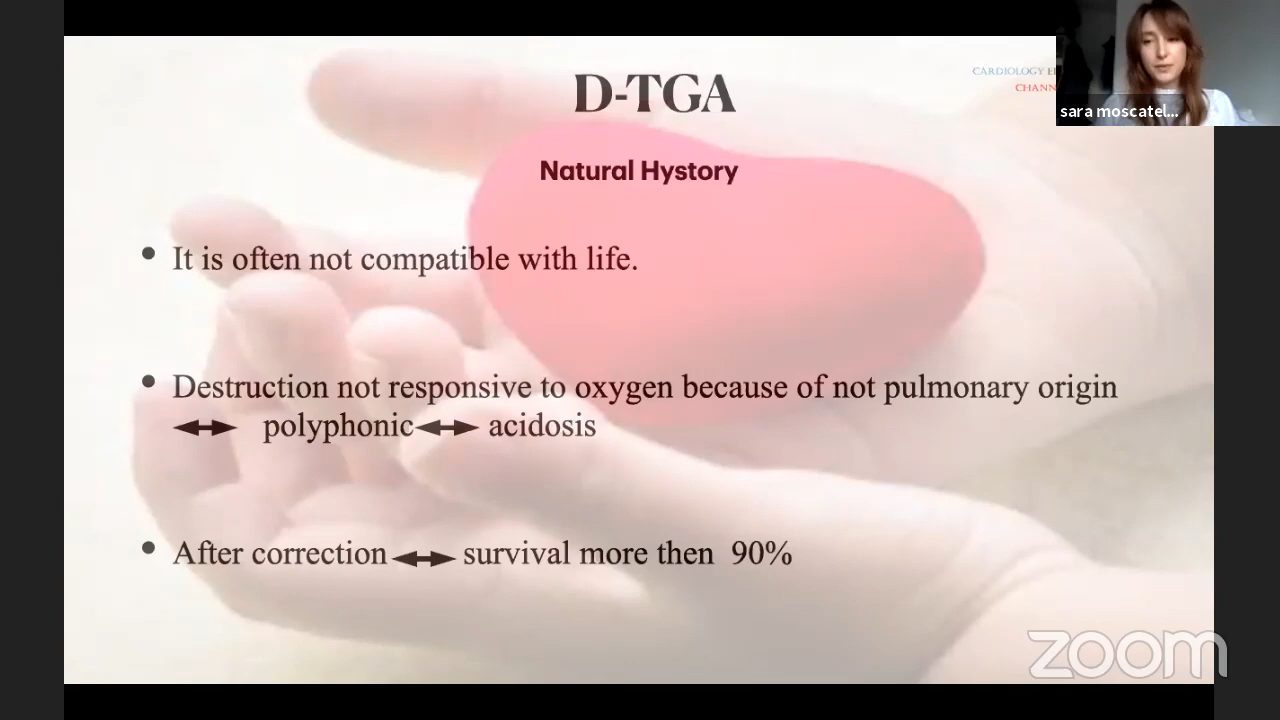 D-TGA
CARDIOLOGY
CHANN
sara moscatel...
Natural Hystory
• It is often not compatible with life.
• Destruction not responsive to oxygen because of not pulmonary origin
↔ polyphonic ↔ acidosis
• After correction ↔ survival more then 90%
zoom